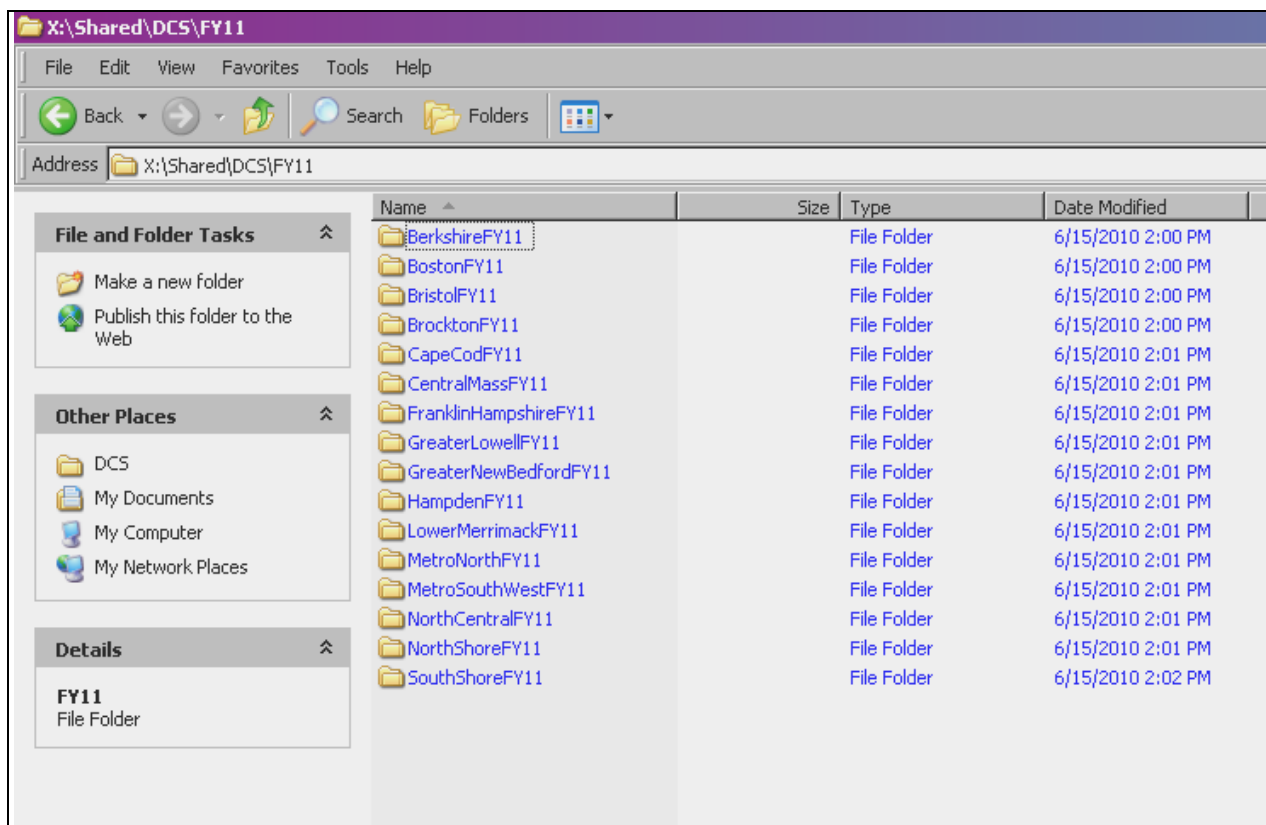 X:\Shared\DCS\FY11
File Edit View Favorites Tools Help
Back Search Folders
Address X:\Shared\DCS\FY11
File and Folder Tasks
Make a new folder
Publish this folder to the
Web
Other Places
DCS
My Documents
My Computer
My Network Places
Details
FY11
File Folder
Name Size Type Date Modified
BerkshireFY11 File Folder 6/15/2010 2:00 PM
BostonFY11 File Folder 6/15/2010 2:00 PM
BristolFY11 File Folder 6/15/2010 2:00 PM
BrocktonFY11 File Folder 6/15/2010 2:00 PM
CapeCodFY11 File Folder 6/15/2010 2:01 PM
CentralMassFY11 File Folder 6/15/2010 2:01 PM
FranklinHampshireFY11 File Folder 6/15/2010 2:01 PM
GreaterLowellFY11 File Folder 6/15/2010 2:01 PM
GreaterNewBedfordFY11 File Folder 6/15/2010 2:01 PM
HampdenFY11 File Folder 6/15/2010 2:01 PM
LowerMerrimackFY11 File Folder 6/15/2010 2:01 PM
MetroNorthFY11 File Folder 6/15/2010 2:01 PM
MetroSouthWestFY11 File Folder 6/15/2010 2:01 PM
NorthCentralFY11 File Folder 6/15/2010 2:01 PM
NorthShoreFY11 File Folder 6/15/2010 2:01 PM
SouthShoreFY11 File Folder 6/15/2010 2:02 PM